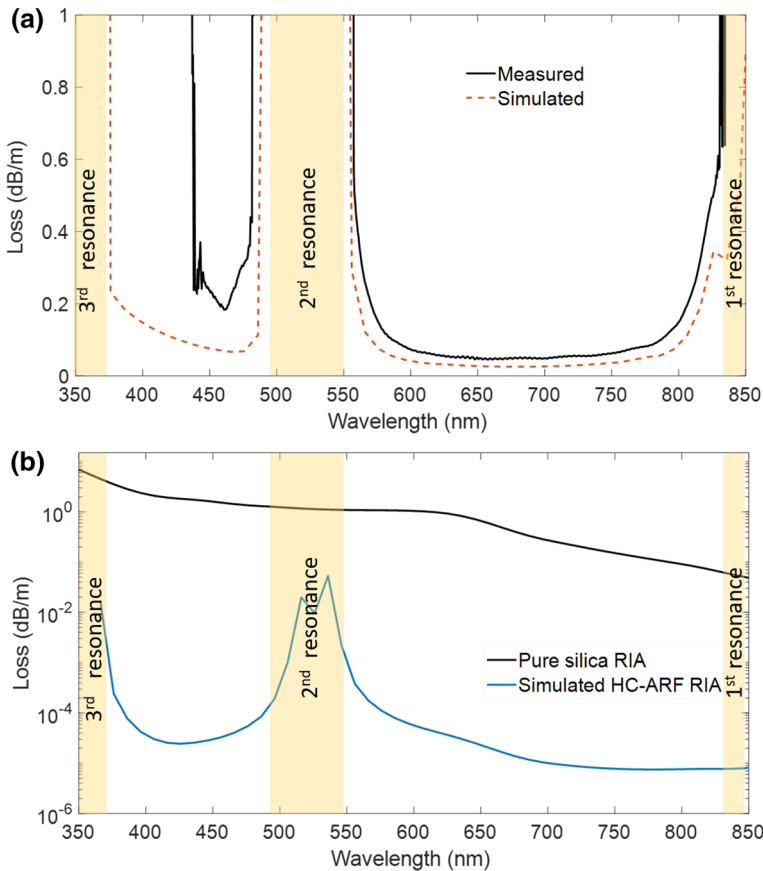 (a)
Loss (dB/m)
1
0.8
0.6
0.4
0.2
0
Measured
Simulated
3rd resonance
2nd resonance
1st resonance
350 400 450 500 550 600 650 700 750 800 850
Wavelength (nm)
(b)
Loss (dB/m)
10^0
10^-2
10^-4
10^-6
Pure silica RIA
Simulated HC-ARF RIA
3rd resonance
2nd resonance
1st resonance
350 400 450 500 550 600 650 700 750 800 850
Wavelength (nm)